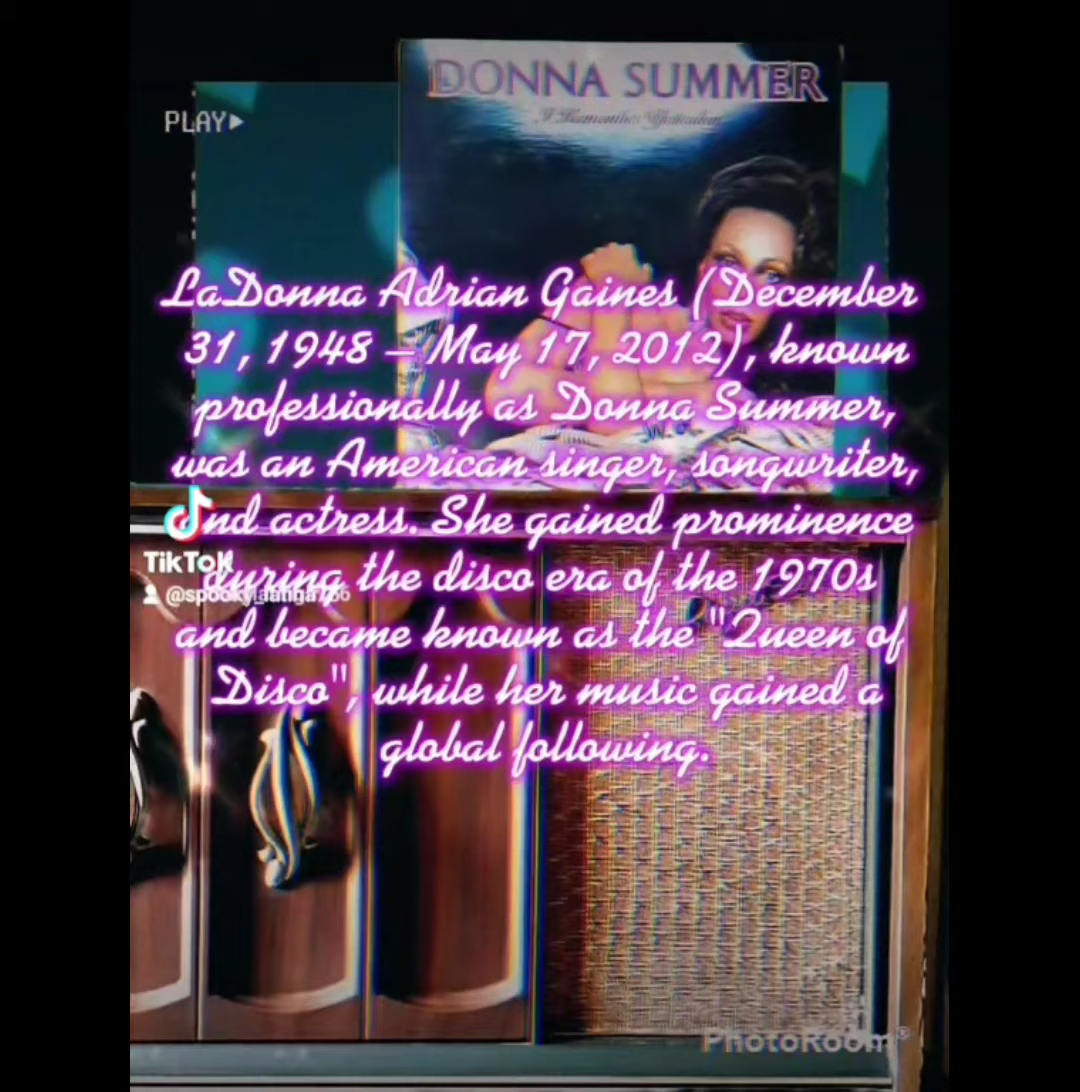 DONNA SUMMER
PLAY
LaDonna Adrian Gaines (December
31, 1948 – May 17, 2012), known
professionally as Donna Summer,
was an American singer, songwriter,
and actress. She gained prominence
during the disco era of the 1970s
and became known as the "Queen of
Disco", while her music gained a
global following.
TikTok
PhotoRoom